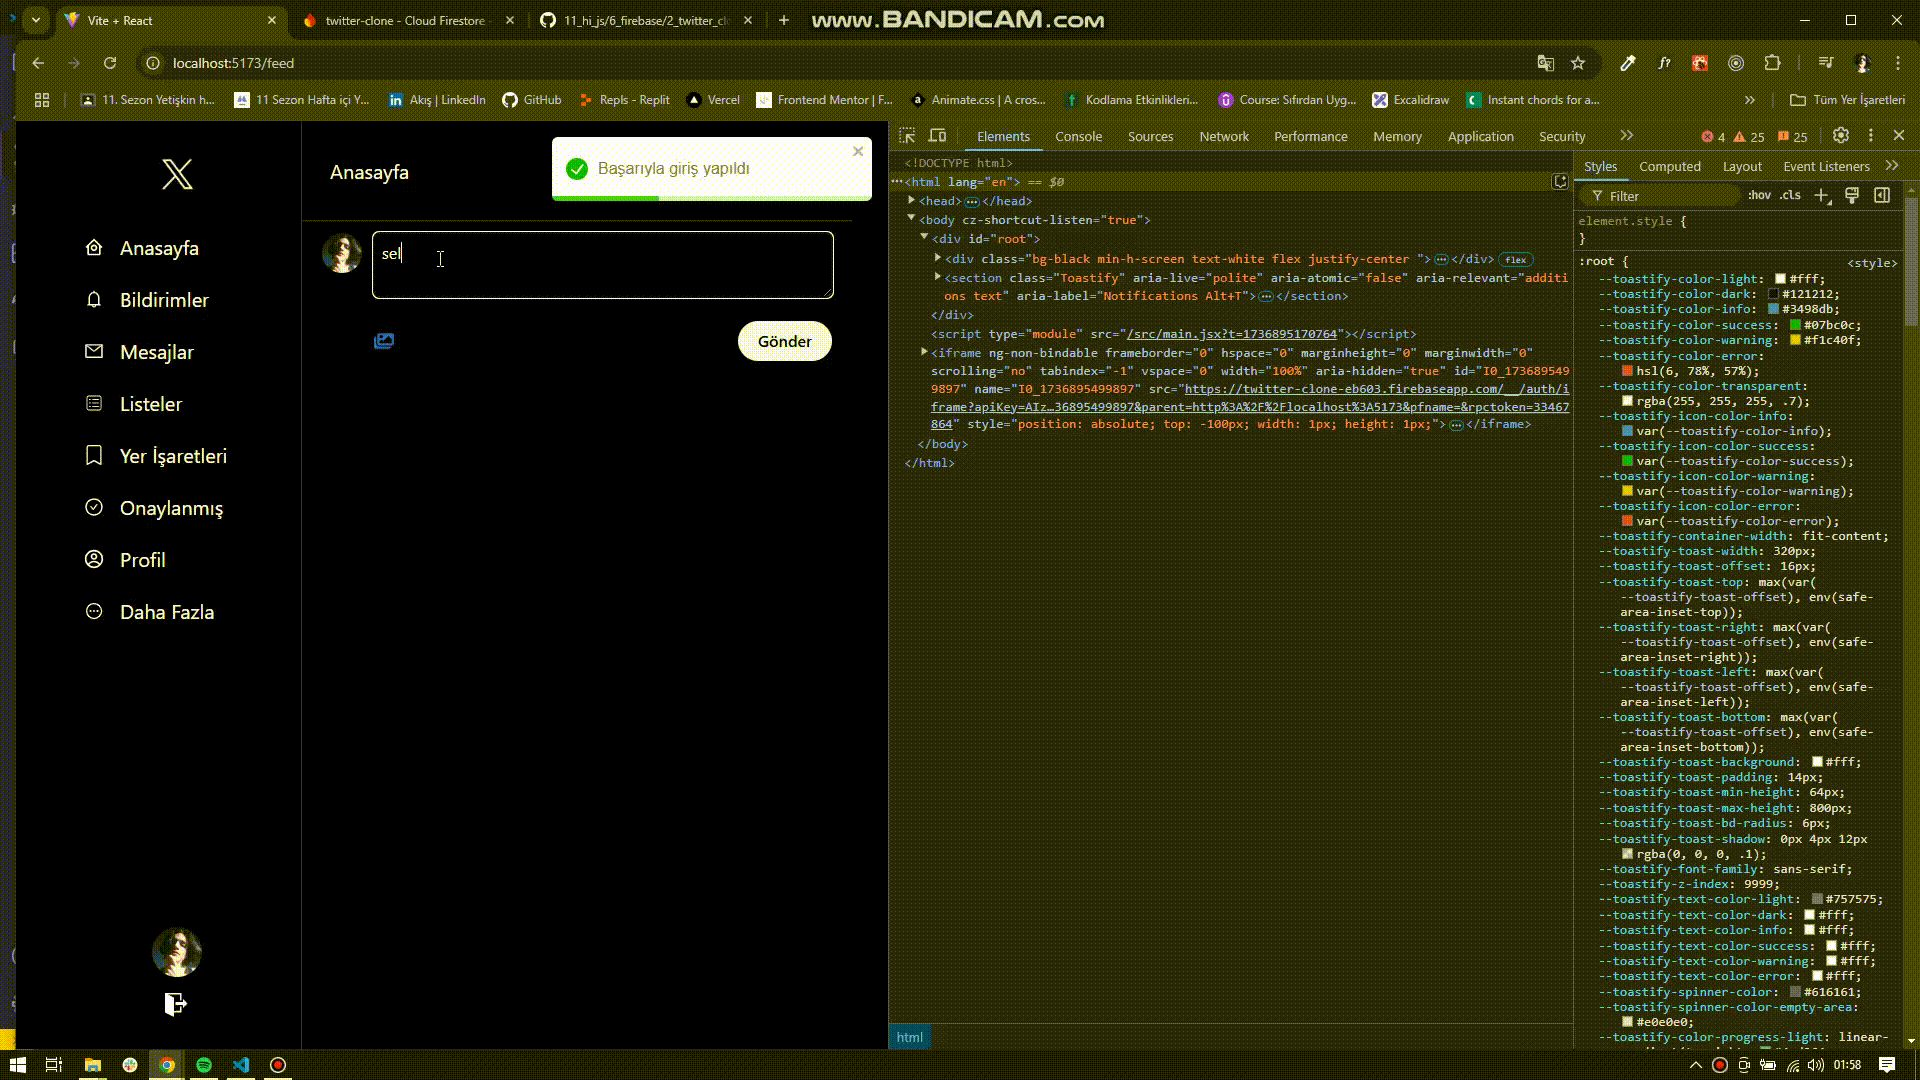 Vite + React
twitter-clone - Cloud Firestore -
11_hi_js/6_firebase/2_twitter_cl
www.BANDICAM.com
localhost:5173/feed
11. Sezon Yetişkin h...
11 Sezon Hafta içi Y...
Akış | LinkedIn
GitHub
Repls - Replit
Vercel
Frontend Mentor | F...
Animate.css | A cros...
Kodlama Etkinlikleri...
Course: Sıfırdan Uyg...
Excalidraw
Instant chords for a...
Tüm Yer İşaretleri
Anasayfa
Bildirimler
Mesajlar
Listeler
Yer İşaretleri
Onaylanmış
Profil
Daha Fazla
Anasayfa
Başarıyla giriş yapıldı
sel
Gönder
Elements
Console
Sources
Network
Performance
Memory
Application
Security
4
25
25
<!DOCTYPE html>
<html lang="en"> == $0
<head>
</head>
<body cz-shortcut-listen="true">
<div id="root">
<div class="bg-black min-h-screen text-white flex justify-center "> </div> flex
<section class="Toastify" aria-live="polite" aria-atomic="false" aria-relevant="additi
ons text" aria-label="Notifications Alt+T"> </section>
</div>
<script type="module" src="/src/main.jsx?t=1736895170764"></script>
<iframe ng-non-bindable frameborder="0" hspace="0" marginheight="0" marginwidth="0"
scrolling="no" tabindex="-1" vspace="0" width="100%" aria-hidden="true" id="I0_173689549
9897" name="I0_1736895499897" src="https://twitter-clone-eb603.firebaseapp.com/__/auth/i
frame?apiKey=AIz…36895499897&parent=http%3A%2F%2Flocalhost%3A5173&pfname=&rpctoken=33467
864" style="position: absolute; top: -100px; width: 1px; height: 1px;"> </iframe>
</body>
</html>
html
Styles
Computed
Layout
Event Listeners
Filter
:hov
.cls
element.style {
}
:root {
<style>
--toastify-color-light: #fff;
--toastify-color-dark: #121212;
--toastify-color-info: #3498db;
--toastify-color-success: #07bc0c;
--toastify-color-warning: #f1c40f;
--toastify-color-error:
hsl(6, 78%, 57%);
--toastify-color-transparent:
rgba(255, 255, 255, .7);
--toastify-icon-color-info:
var(--toastify-color-info);
--toastify-icon-color-success:
var(--toastify-color-success);
--toastify-icon-color-warning:
var(--toastify-color-warning);
--toastify-icon-color-error:
var(--toastify-color-error);
--toastify-container-width: fit-content;
--toastify-toast-width: 320px;
--toastify-toast-offset: 16px;
--toastify-toast-top: max(var(
--toastify-toast-offset), env(safe-
area-inset-top));
--toastify-toast-right: max(var(
--toastify-toast-offset), env(safe-
area-inset-right));
--toastify-toast-left: max(var(
--toastify-toast-offset), env(safe-
area-inset-left));
--toastify-toast-bottom: max(var(
--toastify-toast-offset), env(safe-
area-inset-bottom));
--toastify-toast-background: #fff;
--toastify-toast-padding: 14px;
--toastify-toast-min-height: 64px;
--toastify-toast-max-height: 800px;
--toastify-toast-bd-radius: 6px;
--toastify-toast-shadow: 0px 4px 12px
rgba(0, 0, 0, .1);
--toastify-font-family: sans-serif;
--toastify-z-index: 9999;
--toastify-text-color-light: #757575;
--toastify-text-color-dark: #fff;
--toastify-text-color-info: #fff;
--toastify-text-color-success: #fff;
--toastify-text-color-warning: #fff;
--toastify-text-color-error: #fff;
--toastify-spinner-color: #616161;
--toastify-spinner-color-empty-area:
#e0e0e0;
--toastify-color-progress-light: linear-
01:58